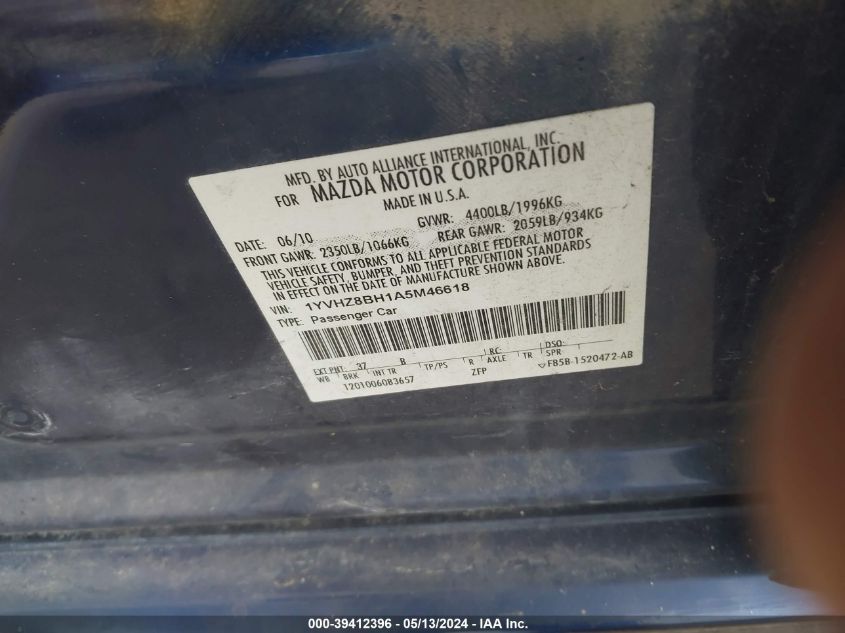 MFD. BY AUTO ALLIANCE INTERNATIONAL, INC.
FOR MAZDA MOTOR CORPORATION
MADE IN U.S.A.
DATE: 06/10 GVWR: 4400LB/1996KG
FRONT GAWR: 2350LB/1066KG REAR GAWR: 2059LB/934KG
THIS VEHICLE CONFORMS TO ALL APPLICABLE FEDERAL MOTOR
VEHICLE SAFETY, BUMPER, AND THEFT PREVENTION STANDARDS
IN EFFECT ON THE DATE OF MANUFACTURE SHOWN ABOVE.
VIN: 1YVHZ8BH1A5M46618
TYPE: Passenger Car
EXT PNT: 37 B RC: DSO:
WB BRK INT TR TP/PS R AXLE TR SPR
1201006083657 ZFP FB5B-1520472-AB
000-39412396 - 05/13/2024 - IAA Inc.